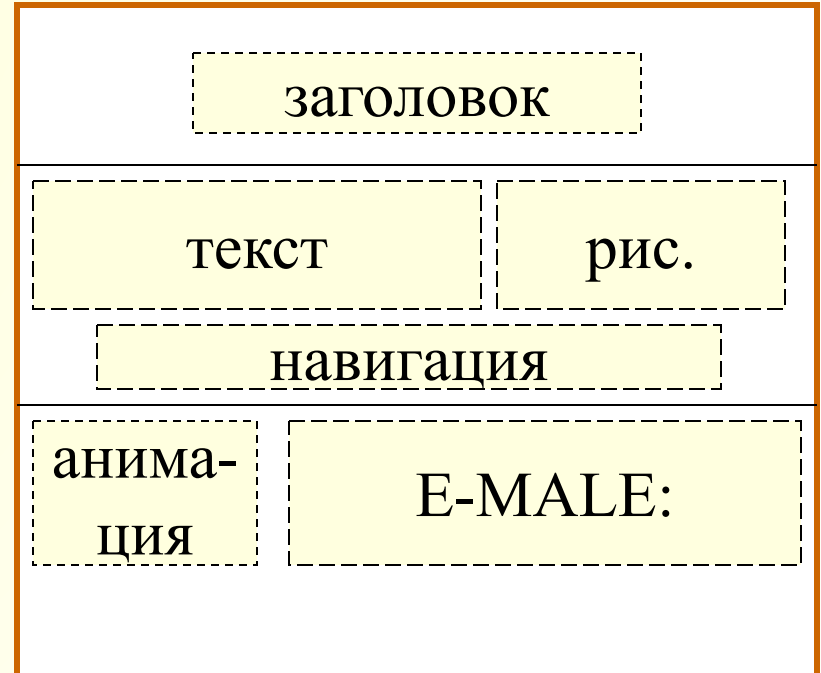 заголовок
текст
рис.
навигация
анима-
ция
E-MALE: